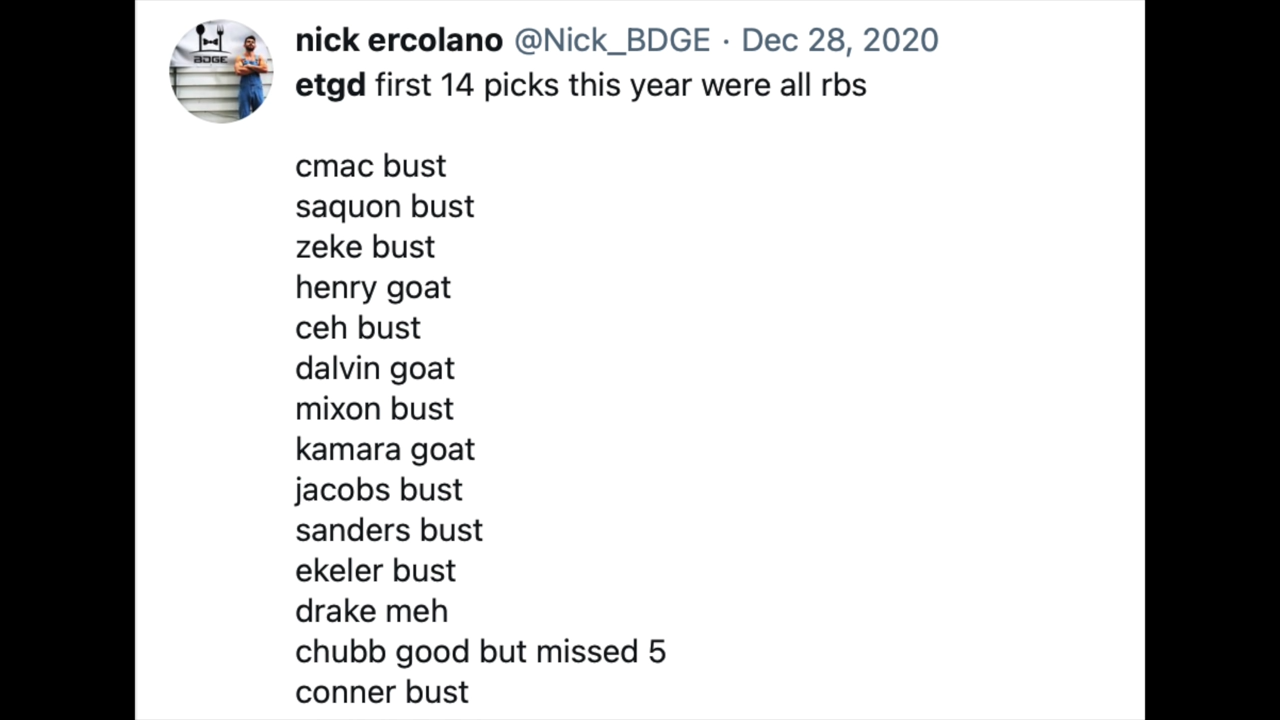 nick ercolano @Nick_BDGE · Dec 28, 2020
etgd first 14 picks this year were all rbs
cmac bust
saquon bust
zeke bust
henry goat
ceh bust
dalvin goat
mixon bust
kamara goat
jacobs bust
sanders bust
ekeler bust
drake meh
chubb good but missed 5
conner bust
BDGE